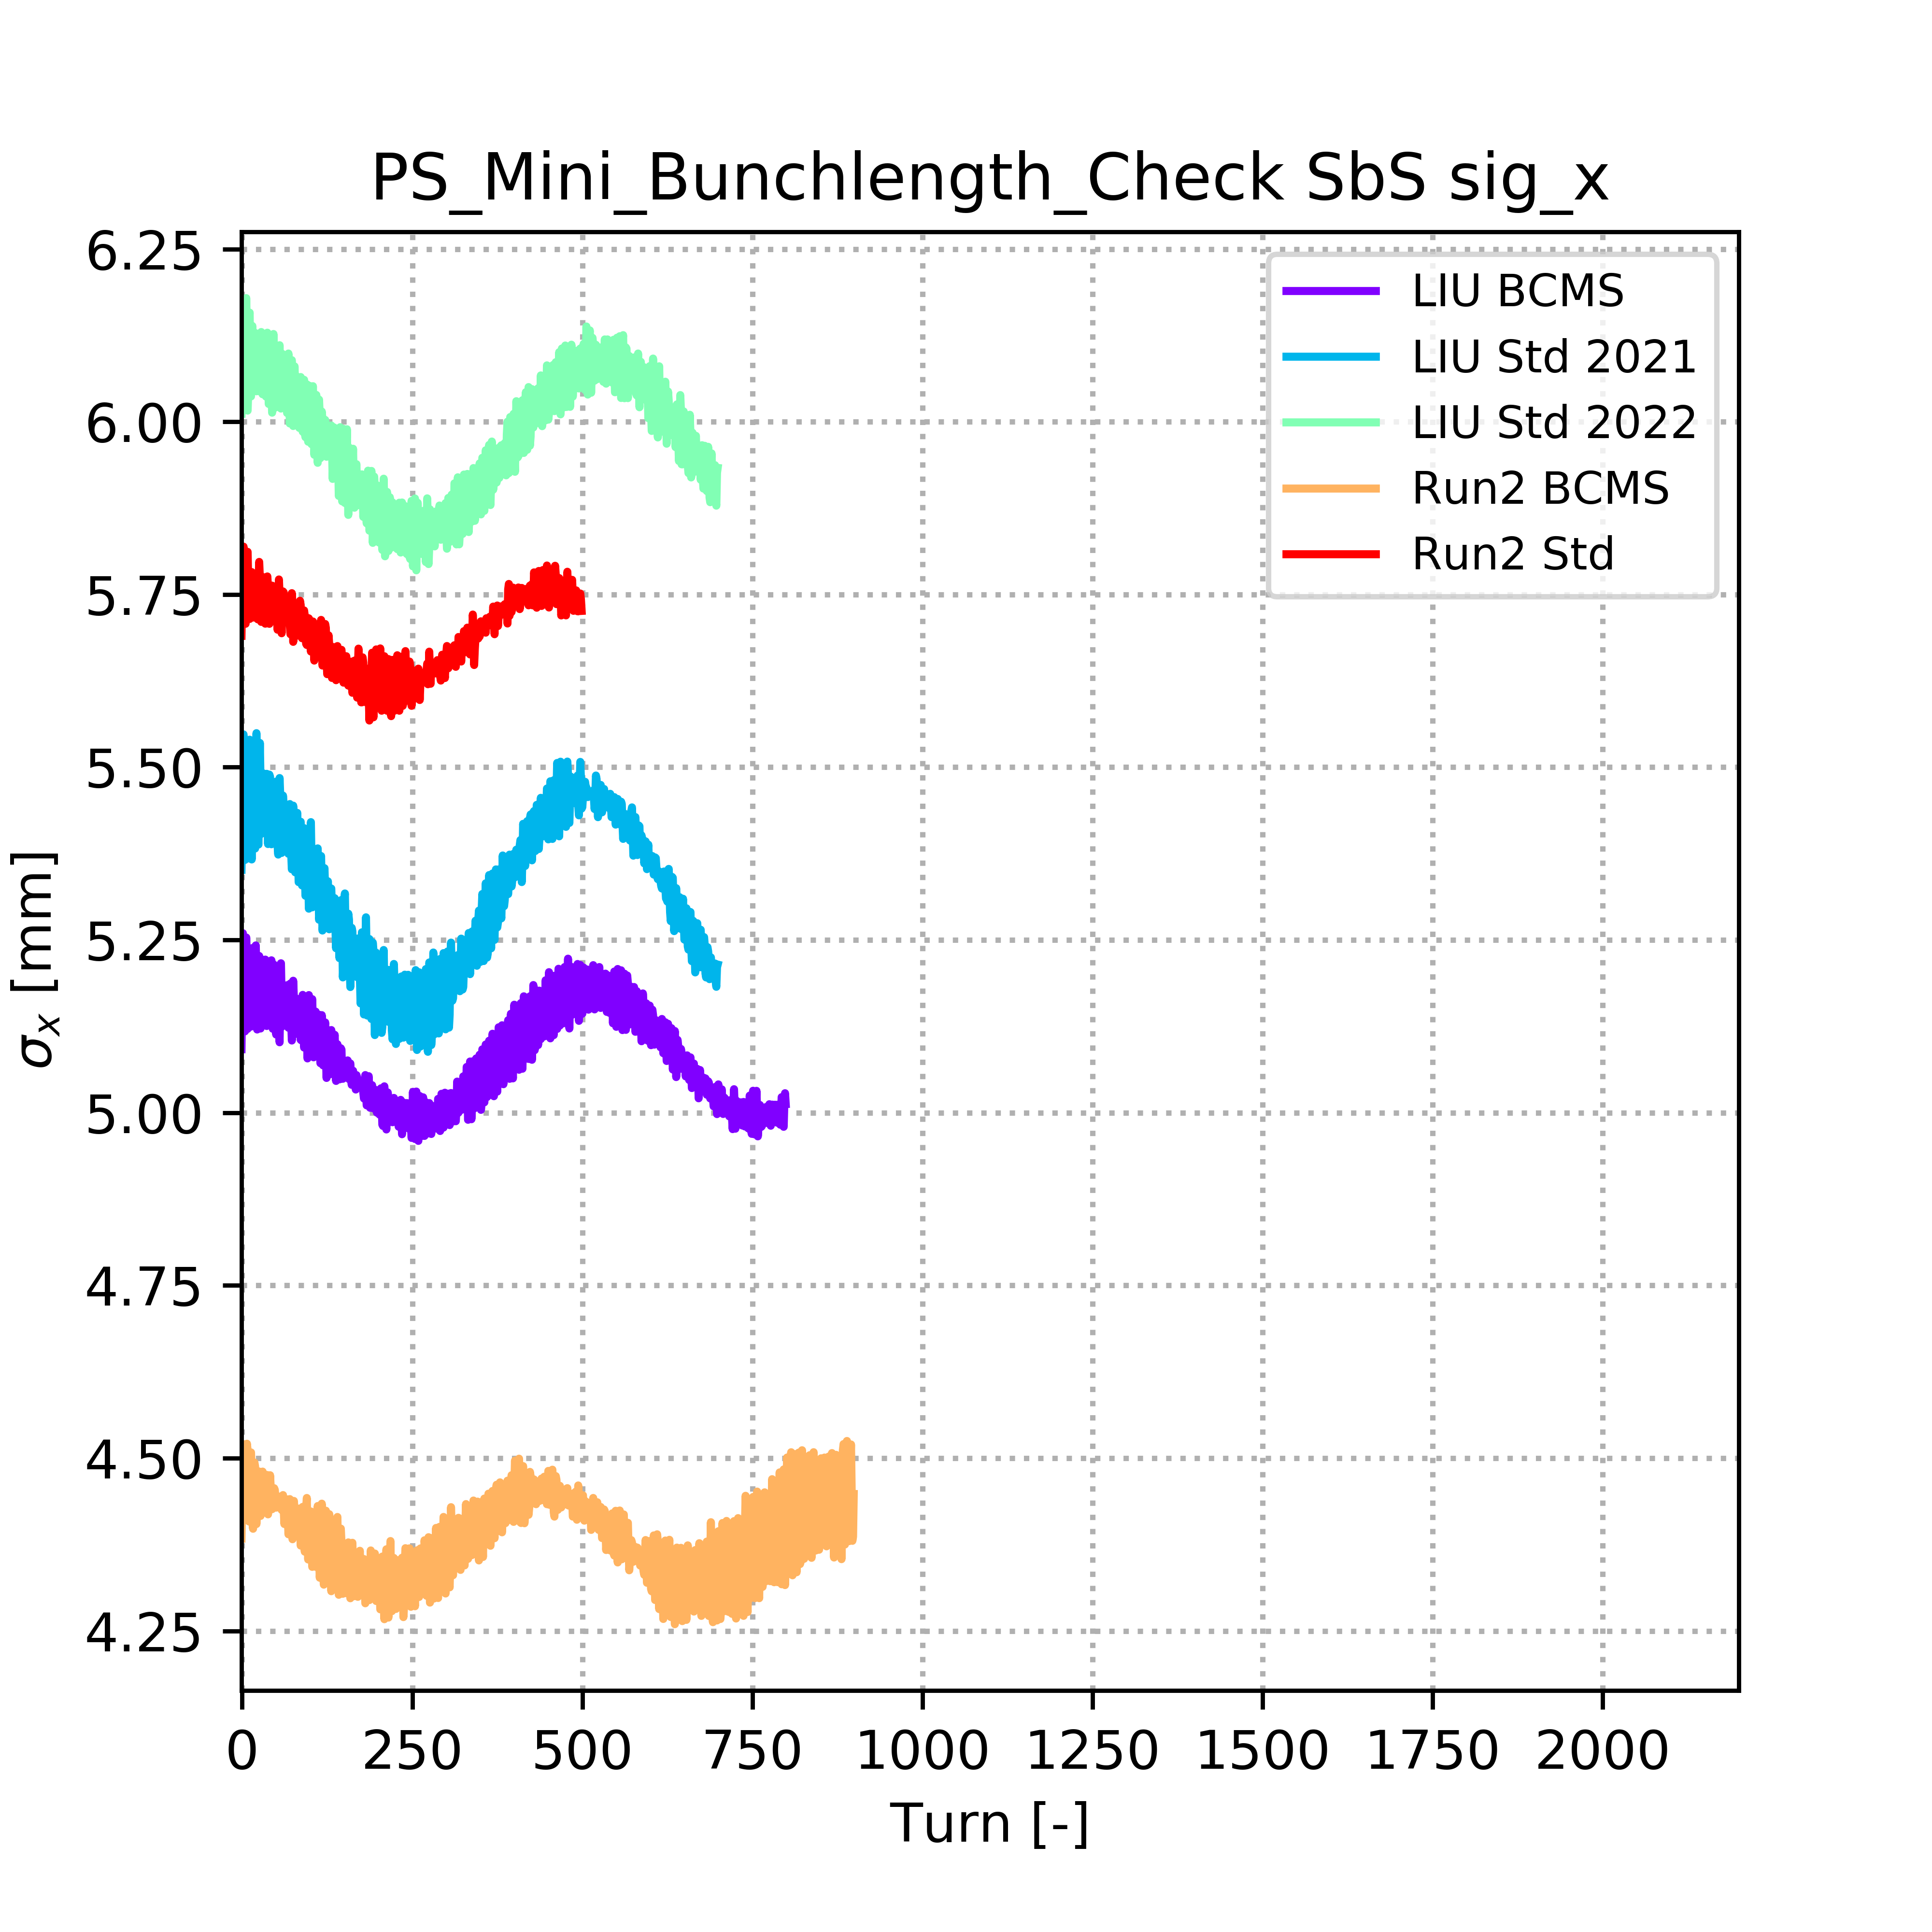 PS_Mini_Bunchlength_Check SbS sig_x
6.25
6.00
5.75
5.50
5.25
5.00
4.75
4.50
4.25
σx [mm]
LIU BCMS
LIU Std 2021
LIU Std 2022
Run2 BCMS
Run2 Std
0 250 500 750 1000 1250 1500 1750 2000
Turn [-]